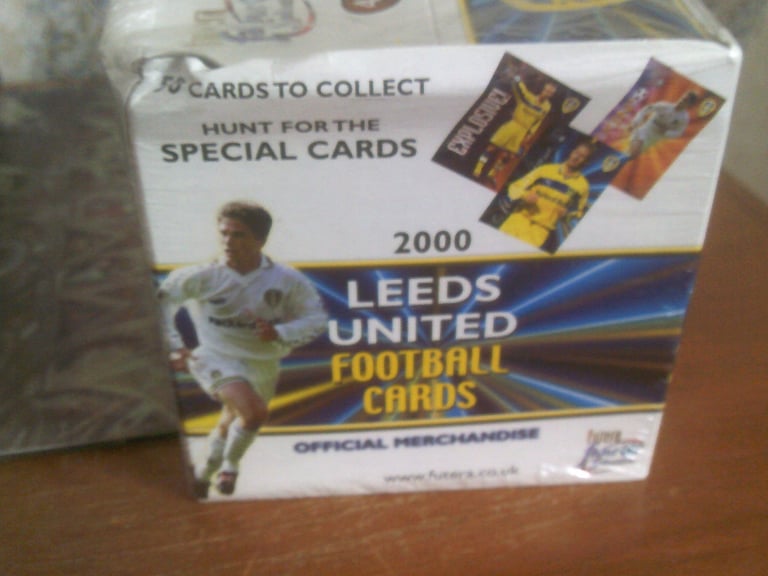 CARDS TO COLLECT
HUNT FOR THE
SPECIAL CARDS
EXPLOSIVE!
2000
LEEDS
UNITED
FOOTBALL
CARDS
OFFICIAL MERCHANDISE
www.futera.co.uk
futera